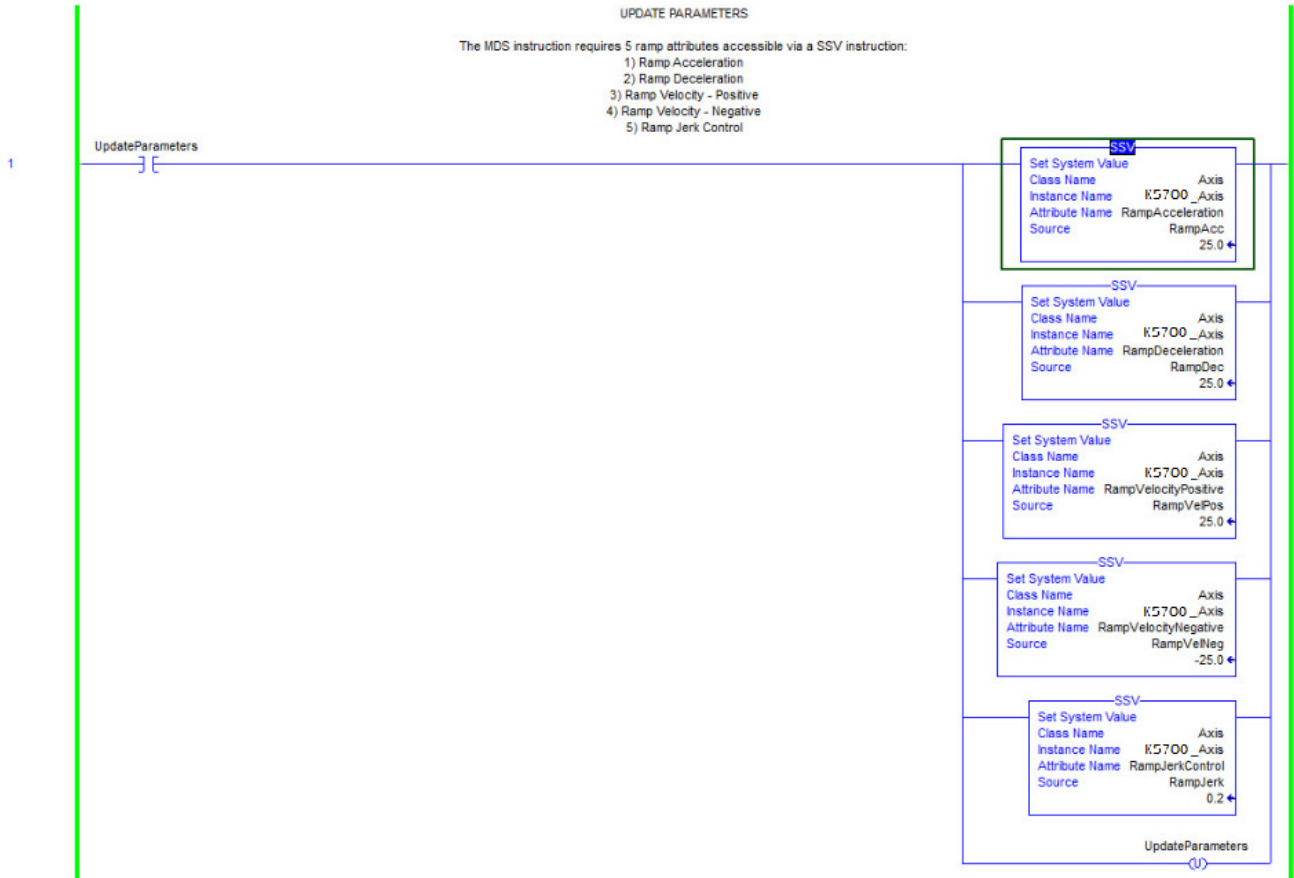 UPDATE PARAMETERS
The MDS instruction requires 5 ramp attributes accessible via a SSV instruction:
1) Ramp Acceleration
2) Ramp Deceleration
3) Ramp Velocity - Positive
4) Ramp Velocity - Negative
5) Ramp Jerk Control
UpdateParameters
1
SSV
Set System Value
Class Name Axis
Instance Name K5700_Axis
Attribute Name RampAcceleration
Source RampAcc
25.0
SSV
Set System Value
Class Name Axis
Instance Name K5700_Axis
Attribute Name RampDeceleration
Source RampDec
25.0
SSV
Set System Value
Class Name Axis
Instance Name K5700_Axis
Attribute Name RampVelocityPositive
Source RampVelPos
25.0
SSV
Set System Value
Class Name Axis
Instance Name K5700_Axis
Attribute Name RampVelocityNegative
Source RampVelNeg
-25.0
SSV
Set System Value
Class Name Axis
Instance Name K5700_Axis
Attribute Name RampJerkControl
Source RampJerk
0.2
UpdateParameters
U